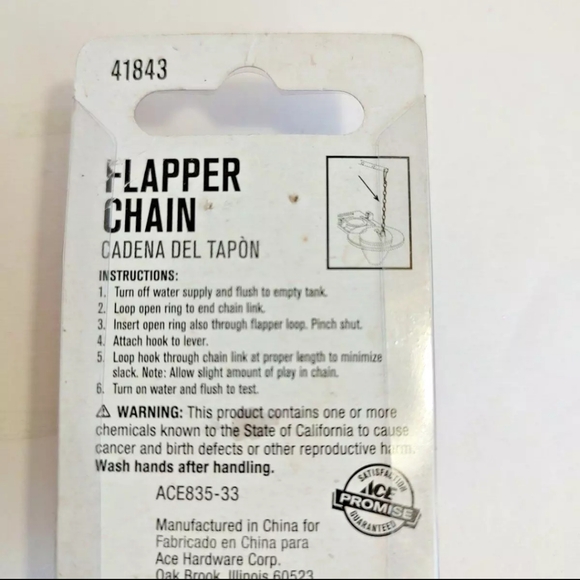 41843
FLAPPER
CHAIN
CADENA DEL TAPÒN
INSTRUCTIONS:
1. Turn off water supply and flush to empty tank.
2. Loop open ring to end chain link.
3. Insert open ring also through flapper loop. Pinch shut.
4. Attach hook to lever.
5. Loop hook through chain link at proper length to minimize
slack. Note: Allow slight amount of play in chain.
6. Turn on water and flush to test.
⚠ WARNING: This product contains one or more
chemicals known to the State of California to cause
cancer and birth defects or other reproductive harm.
Wash hands after handling.
SATISFACTION
ACE
PROMISE
GUARANTEED
ACE835-33
Manufactured in China for
Fabricado en China para
Ace Hardware Corp.
Oak Brook, Illinois 60523